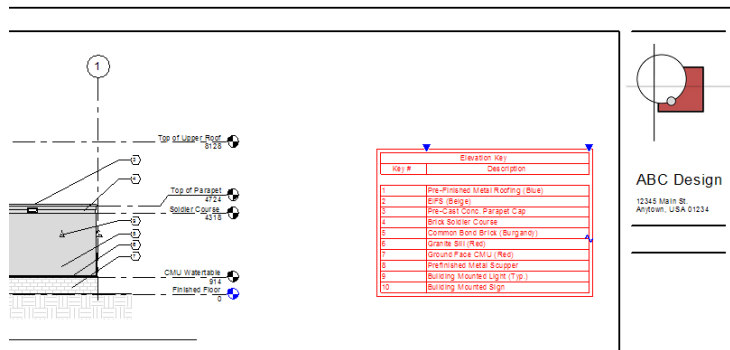 1
Top of Upper Roof
8128
3
4
Top of Parapet
4724
Soldier Course
4318
CMU Watertable
914
Finished Floor
0
7
Elevation Key
Key # Description
1 Pre-Finished Metal Roofing (Blue)
2 EIFS (Beige)
3 Pre-Cast Conc. Parapet Cap
4 Brick Soldier Course
5 Common Bond Brick (Burgandy)
6 Granite Sill (Red)
7 Ground Face CMU (Red)
8 Prefinished Metal Scupper
9 Building Mounted Light (Typ.)
10 Building Mounted Sign
ABC Design
12345 Main St.
Anytown, USA 01234